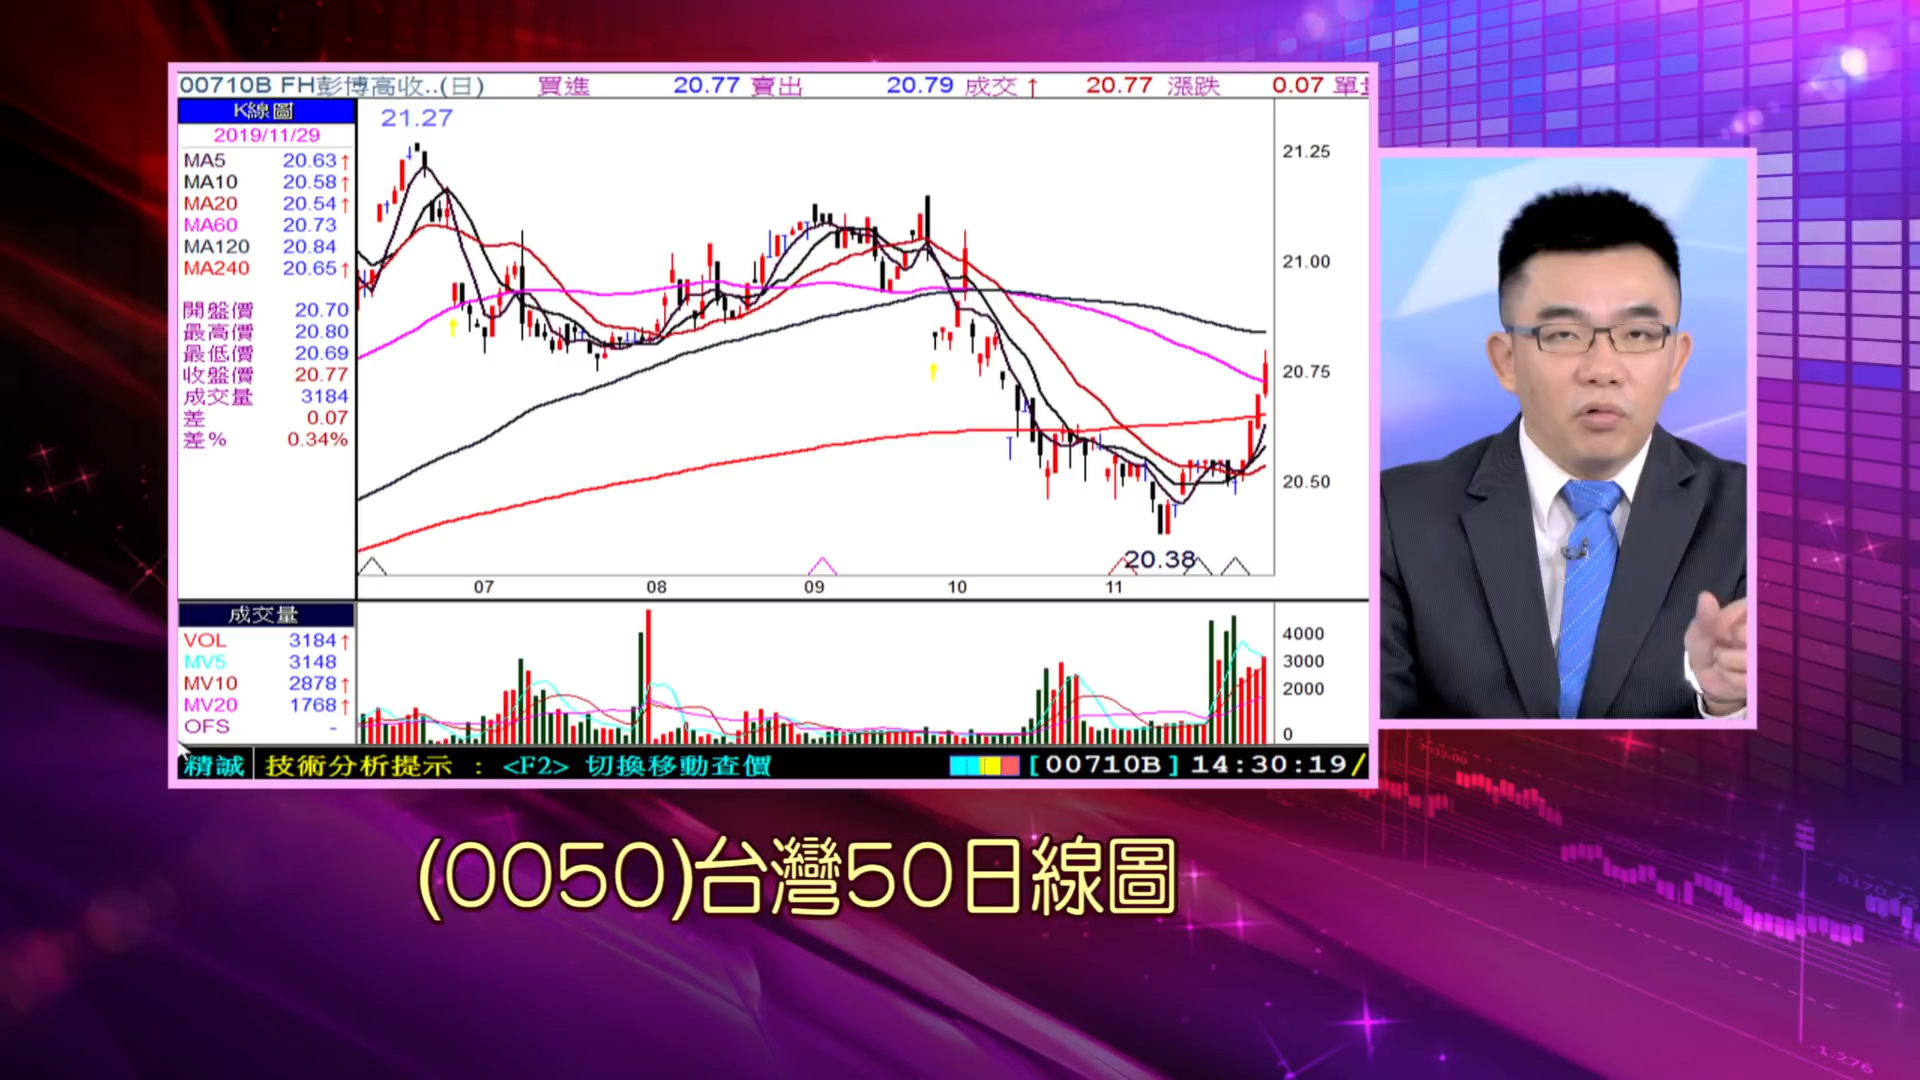 00710B FH彭博高收..(日) 買進 20.77 賣出 20.79 成交↑ 20.77 漲跌 0.07 單量
K線圖
2019/11/29
MA5 20.63↑
MA10 20.58↑
MA20 20.54↑
MA60 20.73
MA120 20.84
MA240 20.65↑
開盤價 20.70
最高價 20.80
最低價 20.69
收盤價 20.77
成交量 3184
差 0.07
差% 0.34%
21.27
21.25
21.00
20.75
20.50
20.38
07 08 09 10 11
成交量
VOL 3184↑
MV5 3148
MV10 2878↑
MV20 1768↑
OFS -
4000
3000
2000
0
精誠 技術分析提示 : <F2> 切換移動查價 [00710B] 14:30:19/
(0050)台灣50日線圖